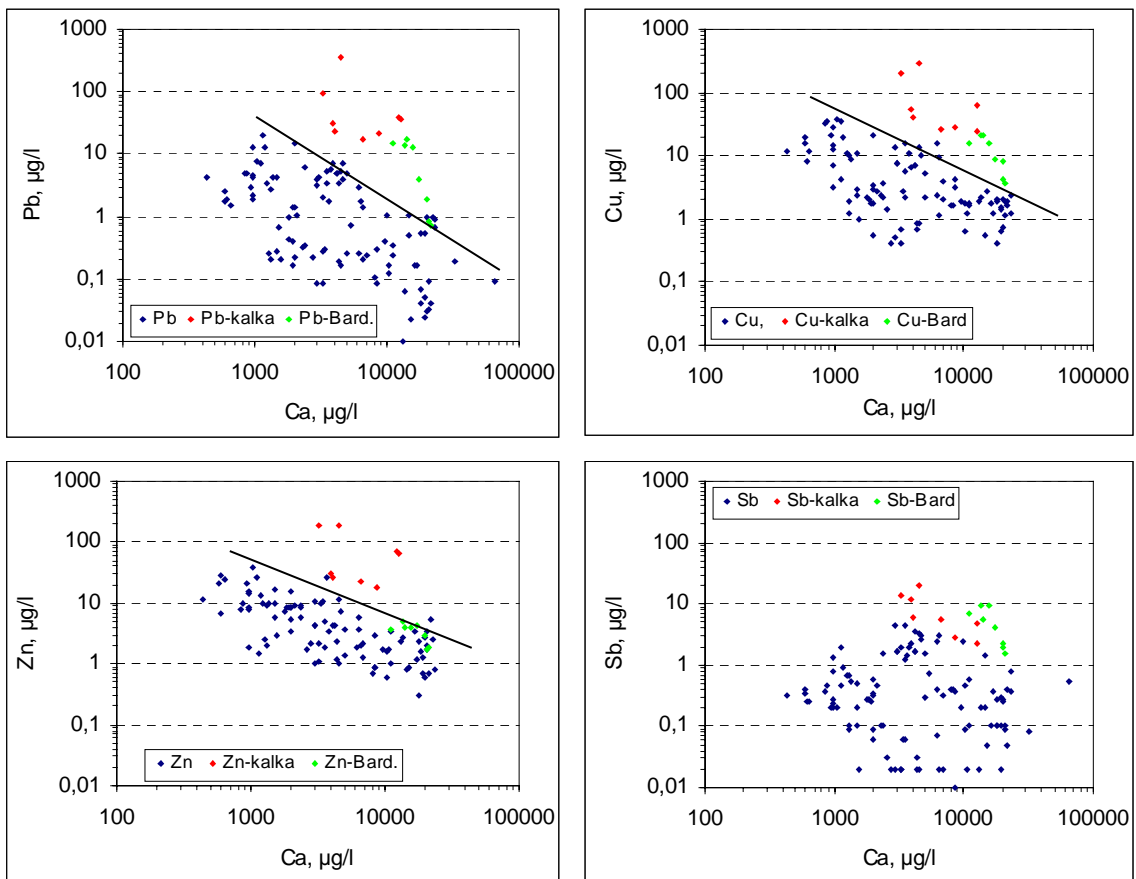 1000
100
10
1
0,1
0,01
Pb, µg/l
Pb Pb-kalka Pb-Bard.
100 1000 10000 100000
Ca, µg/l
1000
100
10
1
0,1
0,01
Cu, µg/l
Cu, Cu-kalka Cu-Bard
100 1000 10000 100000
Ca, µg/l
1000
100
10
1
0,1
0,01
Zn, µg/l
Zn Zn-kalka Zn-Bard.
100 1000 10000 100000
Ca, µg/l
Sb Sb-kalka Sb-Bard
1000
100
10
1
0,1
0,01
Sb, µg/l
100 1000 10000 100000
Ca, µg/l